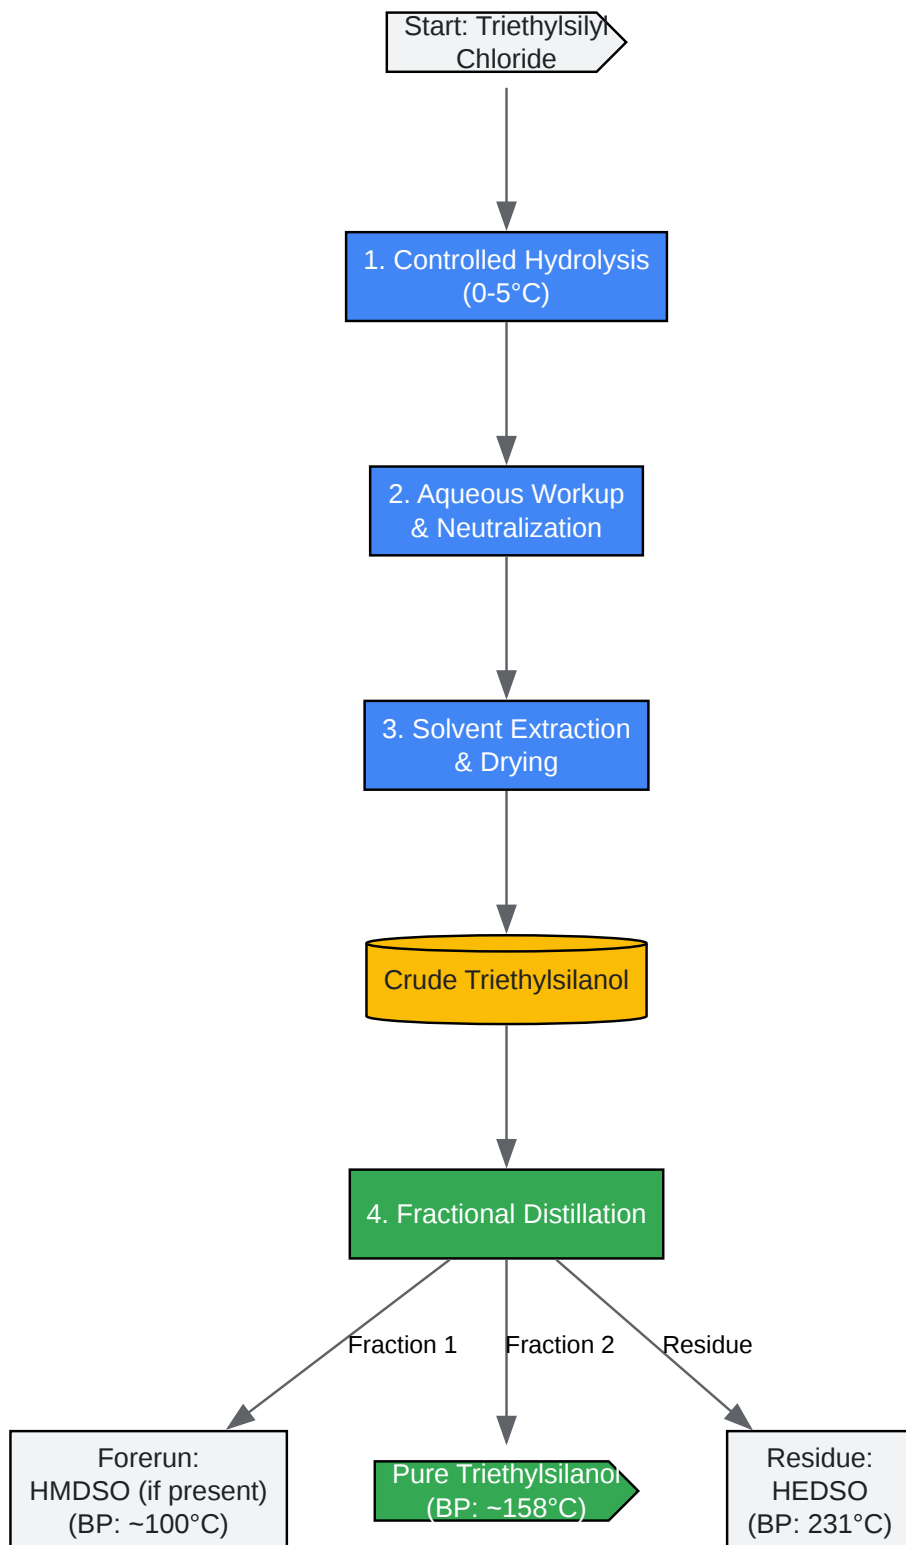 Start: Triethylsilyl
Chloride
1. Controlled Hydrolysis
(0-5°C)
2. Aqueous Workup
& Neutralization
3. Solvent Extraction
& Drying
Crude Triethylsilanol
4. Fractional Distillation
Fraction 1
Fraction 2
Residue
Forerun:
HMDSO (if present)
(BP: ~100°C)
Pure Triethylsilanol
(BP: ~158°C)
Residue:
HEDSO
(BP: 231°C)